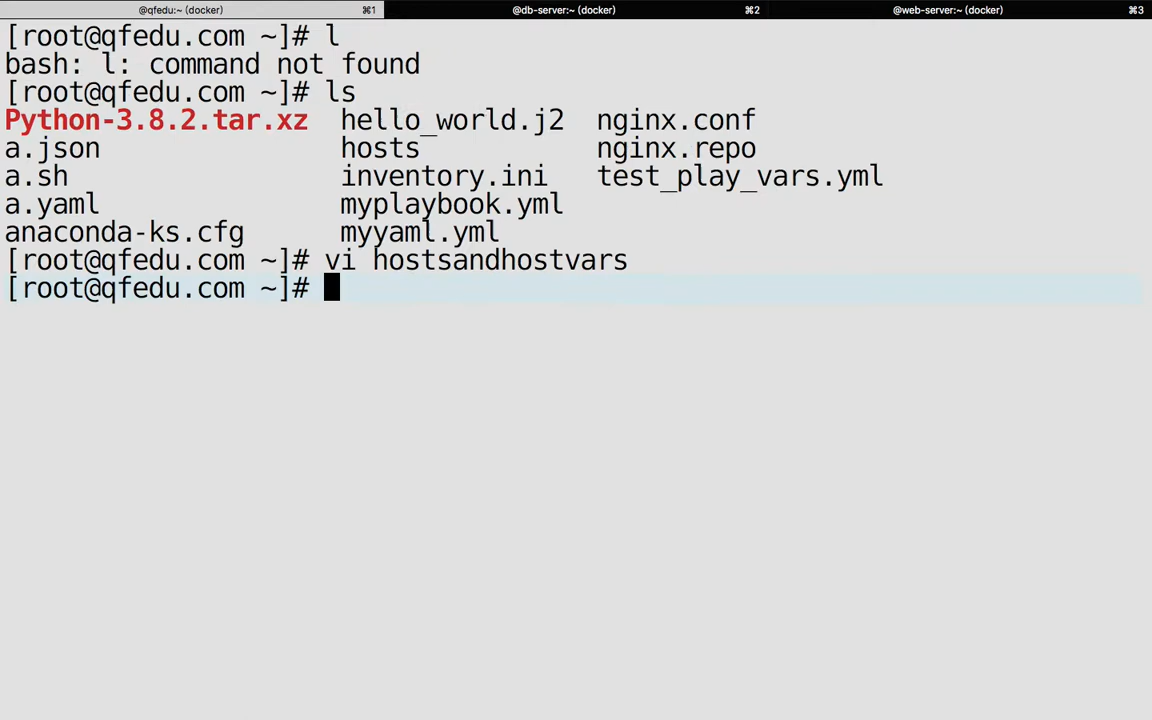 @qfedu:~ (docker) ⌘1 @db-server:~ (docker) ⌘2 @web-server:~ (docker) ⌘3
[root@qfedu.com ~]# l
bash: l: command not found
[root@qfedu.com ~]# ls
Python-3.8.2.tar.xz hello_world.j2 nginx.conf
a.json hosts nginx.repo
a.sh inventory.ini test_play_vars.yml
a.yaml myplaybook.yml
anaconda-ks.cfg myyaml.yml
[root@qfedu.com ~]# vi hostsandhostvars
[root@qfedu.com ~]#